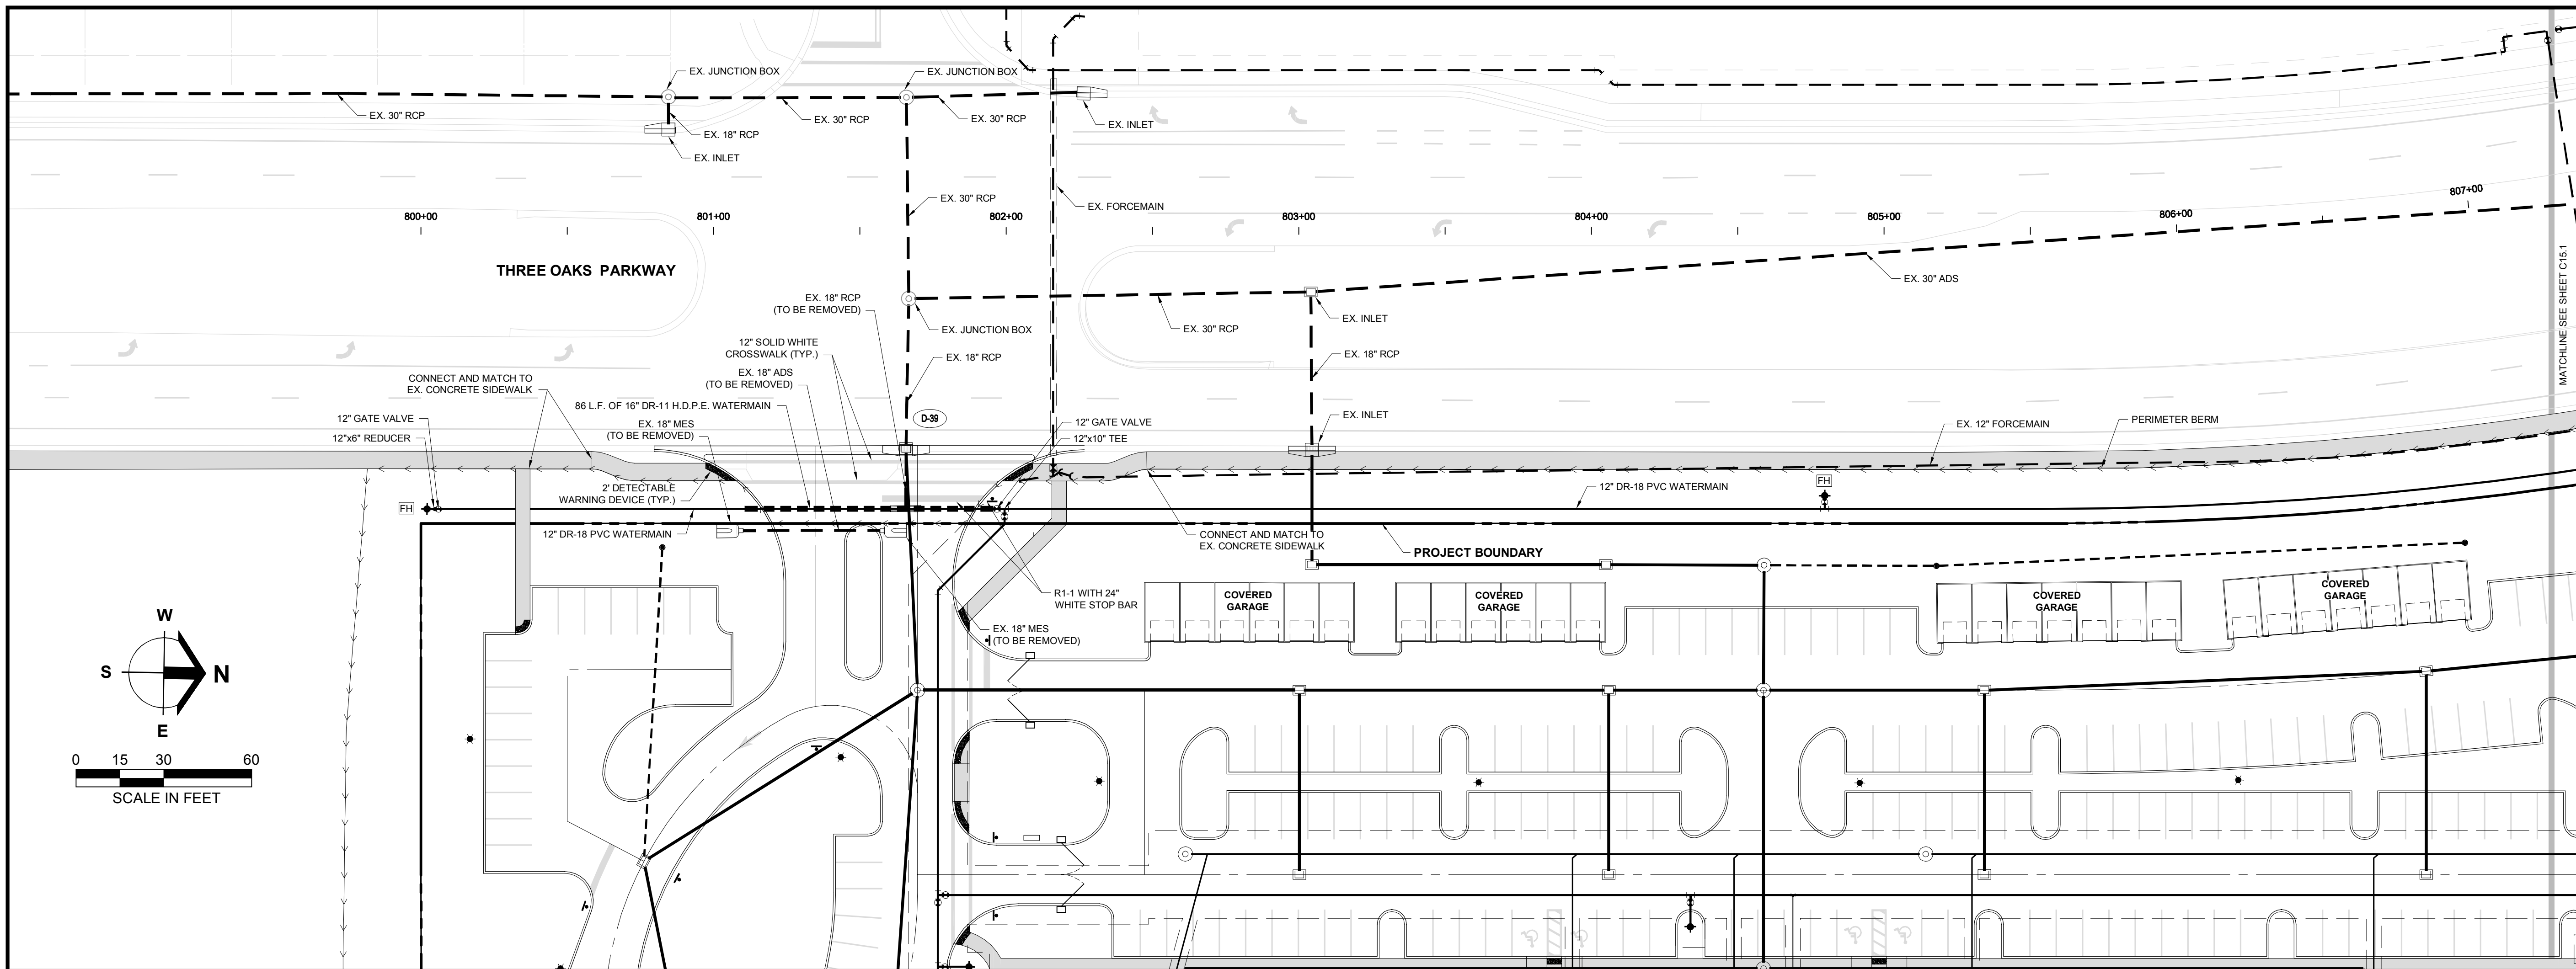 EX. JUNCTION BOX
EX. JUNCTION BOX
EX. 30" RCP
EX. 18" RCP
EX. 30" RCP
EX. 30" RCP
EX. INLET
EX. INLET
EX. 30" RCP
EX. FORCEMAIN
800+00
801+00
802+00
803+00
804+00
805+00
806+00
807+00
THREE OAKS PARKWAY
EX. 30" ADS
MATCHLINE SEE SHEET C15.1
EX. 18" RCP
(TO BE REMOVED)
EX. JUNCTION BOX
EX. 30" RCP
EX. INLET
12" SOLID WHITE
CROSSWALK (TYP.)
EX. 18" RCP
EX. 18" RCP
EX. 18" ADS
(TO BE REMOVED)
CONNECT AND MATCH TO
EX. CONCRETE SIDEWALK
86 L.F. OF 16" DR-11 H.D.P.E. WATERMAIN
D-39
12" GATE VALVE
12"x6" REDUCER
EX. 18" MES
(TO BE REMOVED)
12" GATE VALVE
12"x10" TEE
EX. INLET
EX. 12" FORCEMAIN
PERIMETER BERM
2' DETECTABLE
WARNING DEVICE (TYP.)
12" DR-18 PVC WATERMAIN
FH
FH
12" DR-18 PVC WATERMAIN
CONNECT AND MATCH TO
EX. CONCRETE SIDEWALK
PROJECT BOUNDARY
R1-1 WITH 24"
WHITE STOP BAR
EX. 18" MES
(TO BE REMOVED)
COVERED
GARAGE
COVERED
GARAGE
COVERED
GARAGE
COVERED
GARAGE
W
S
N
E
0 15 30 60
SCALE IN FEET